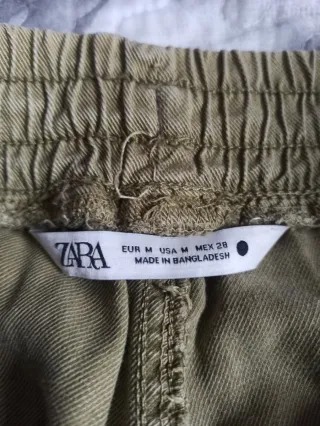 ZARA
EUR M USA M MEX 28
MADE IN BANGLADESH